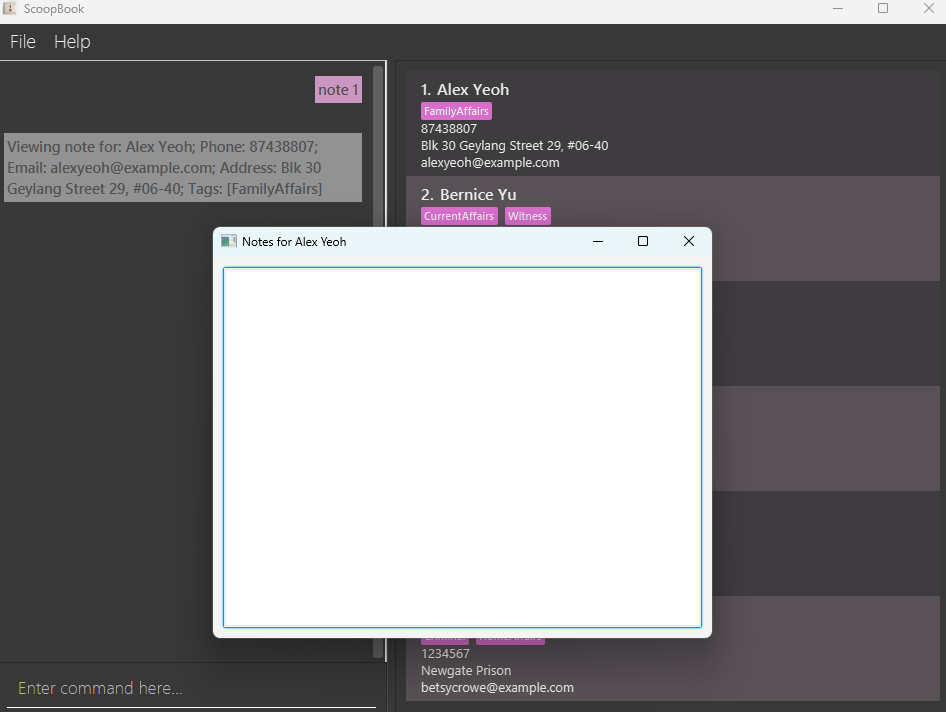 ScoopBook
File Help
note 1
Viewing note for: Alex Yeoh; Phone: 87438807;
Email: alexyeoh@example.com; Address: Blk 30
Geylang Street 29, #06-40; Tags: [FamilyAffairs]
Enter command here...
1. Alex Yeoh
FamilyAffairs
87438807
Blk 30 Geylang Street 29, #06-40
alexyeoh@example.com
2. Bernice Yu
CurrentAffairs Witness
Notes for Alex Yeoh
1234567
Newgate Prison
betsycrowe@example.com